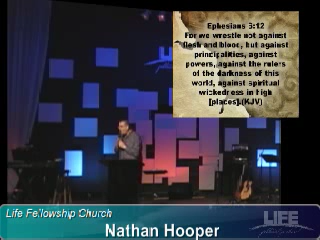 Ephesians 6:12
For we wrestle not against
flesh and blood, but against
principalities, against
powers, against the rulers
of the darkness of this
world, against spiritual
wickedness in high
[places].(KJV)
Life Fellowship Church
LIFE
Nathan Hooper